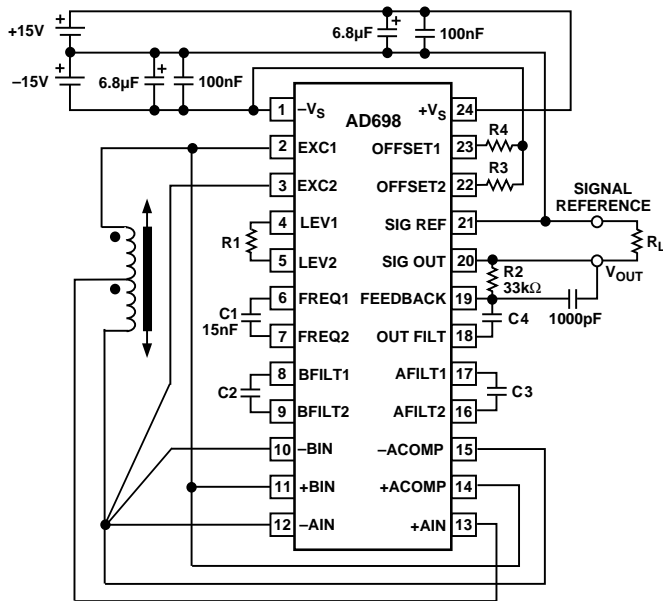 +15V
6.8µF
100nF
–15V
6.8µF
100nF
AD698
1 –VS
+VS 24
2 EXC1
OFFSET1 23
R4
3 EXC2
OFFSET2 22
R3
4 LEV1
SIG REF 21
SIGNAL
REFERENCE
R1
RL
5 LEV2
SIG OUT 20
VOUT
R2
33kΩ
6 FREQ1
FEEDBACK 19
C1
15nF
C4
1000pF
7 FREQ2
OUT FILT 18
8 BFILT1
AFILT1 17
C2
C3
9 BFILT2
AFILT2 16
10 –BIN
–ACOMP 15
11 +BIN
+ACOMP 14
12 –AIN
+AIN 13